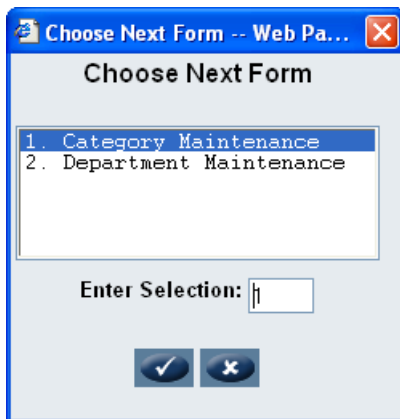 Choose Next Form -- Web Pa...
Choose Next Form
1. Category Maintenance
2. Department Maintenance
Enter Selection: 1